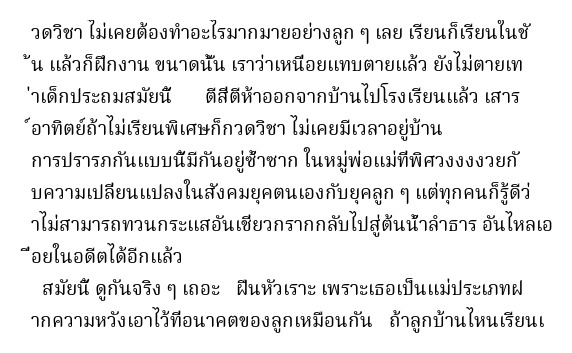 วดวิชา ไม่เคยต้องทำอะไรมากมายอย่างลูก ๆ เลย เรียนก็เรียนในชั
้น แล้วก็ฝึกงาน ขนาดนั้น เราว่าเหนื่อยแทบตายแล้ว ยังไม่ตายเท
่าเด็กประถมสมัยนี้ ตีสี่ตีห้าออกจากบ้านไปโรงเรียนแล้ว เสาร
์อาทิตย์ถ้าไม่เรียนพิเศษก็กวดวิชา ไม่เคยมีเวลาอยู่บ้าน
การปรารภกันแบบนี้มีกันอยู่ซ้ำซาก ในหมู่พ่อแม่ที่พิศวงงงงวยกั
บความเปลี่ยนแปลงในสังคมยุคตนเองกับยุคลูก ๆ แต่ทุกคนก็รู้ดีว
่าไม่สามารถทวนกระแสอันเชี่ยวกรากกลับไปสู่ต้นน้ำลำธาร อันไหลเอ
ื่อยในอดีตได้อีกแล้ว
สมัยนี้ ดูกันจริง ๆ เถอะ ฝืนหัวเราะ เพราะเธอเป็นแม่ประเภทฝ
ากความหวังเอาไว้ที่อนาคตของลูกเหมือนกัน ถ้าลูกบ้านไหนเรียนเ